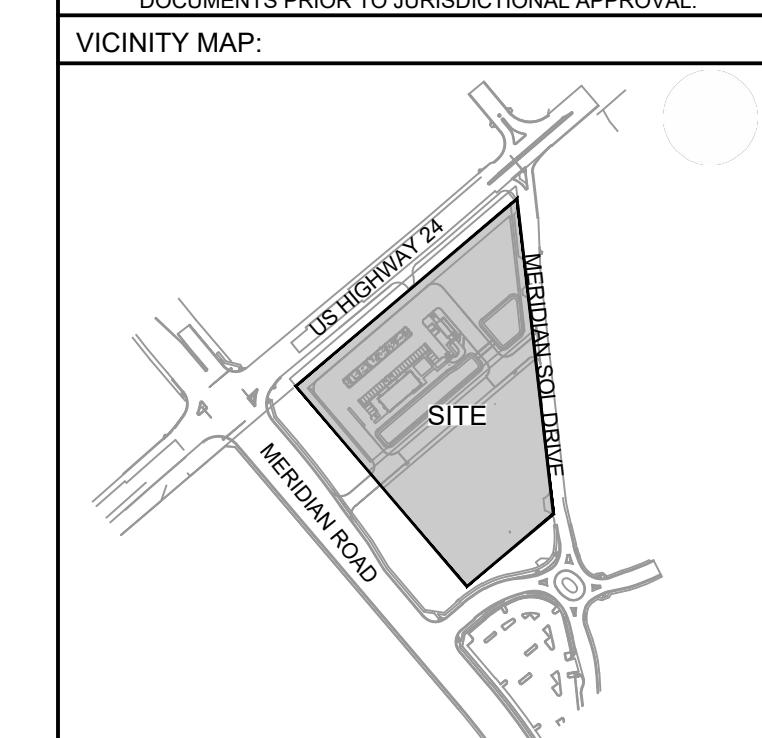 DOCUMENTS PRIOR TO JURISDICTIONAL APPROVAL.
VICINITY MAP:
US HIGHWAY 24
MERIDIAN SOL DRIVE
SITE
MERIDIAN ROAD